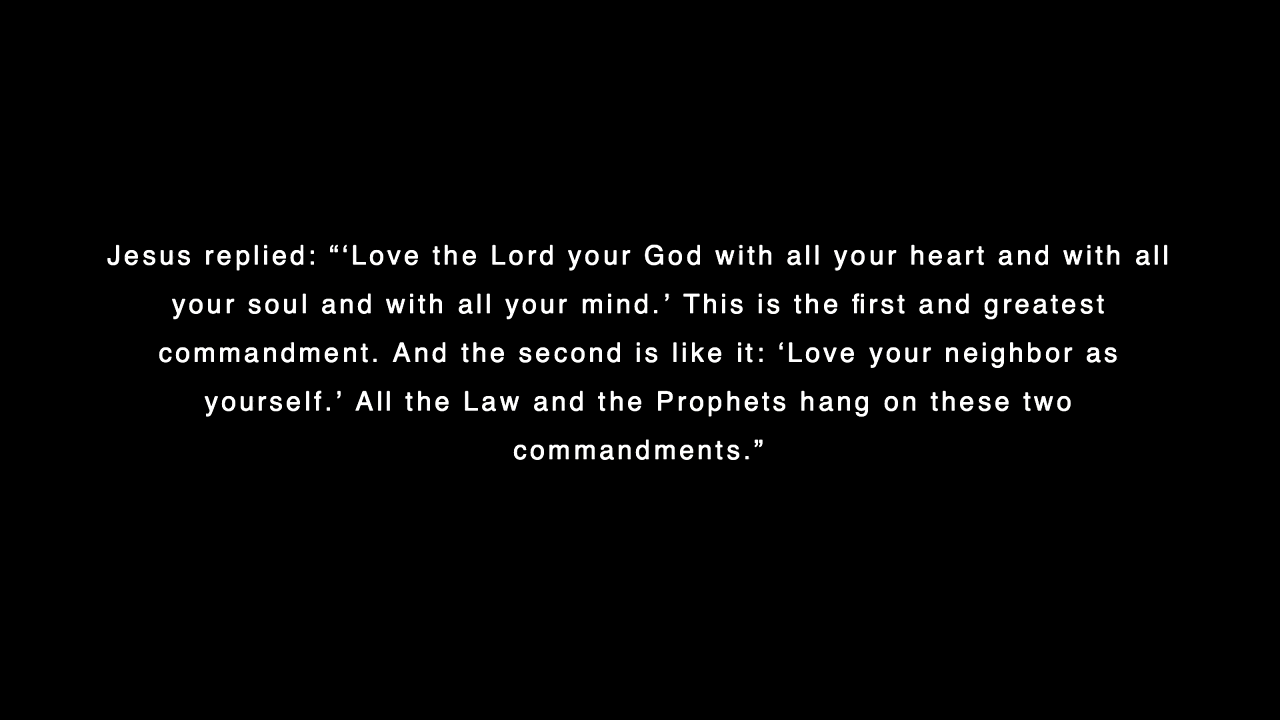 Jesus replied: “‘Love the Lord your God with all your heart and with all
your soul and with all your mind.’ This is the first and greatest
commandment. And the second is like it: ‘Love your neighbor as
yourself.’ All the Law and the Prophets hang on these two
commandments.”